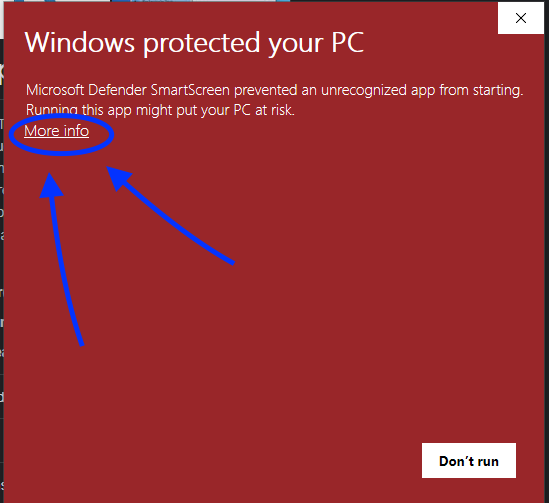 Windows protected your PC
Microsoft Defender SmartScreen prevented an unrecognized app from starting.
Running this app might put your PC at risk.
More info
Don't run